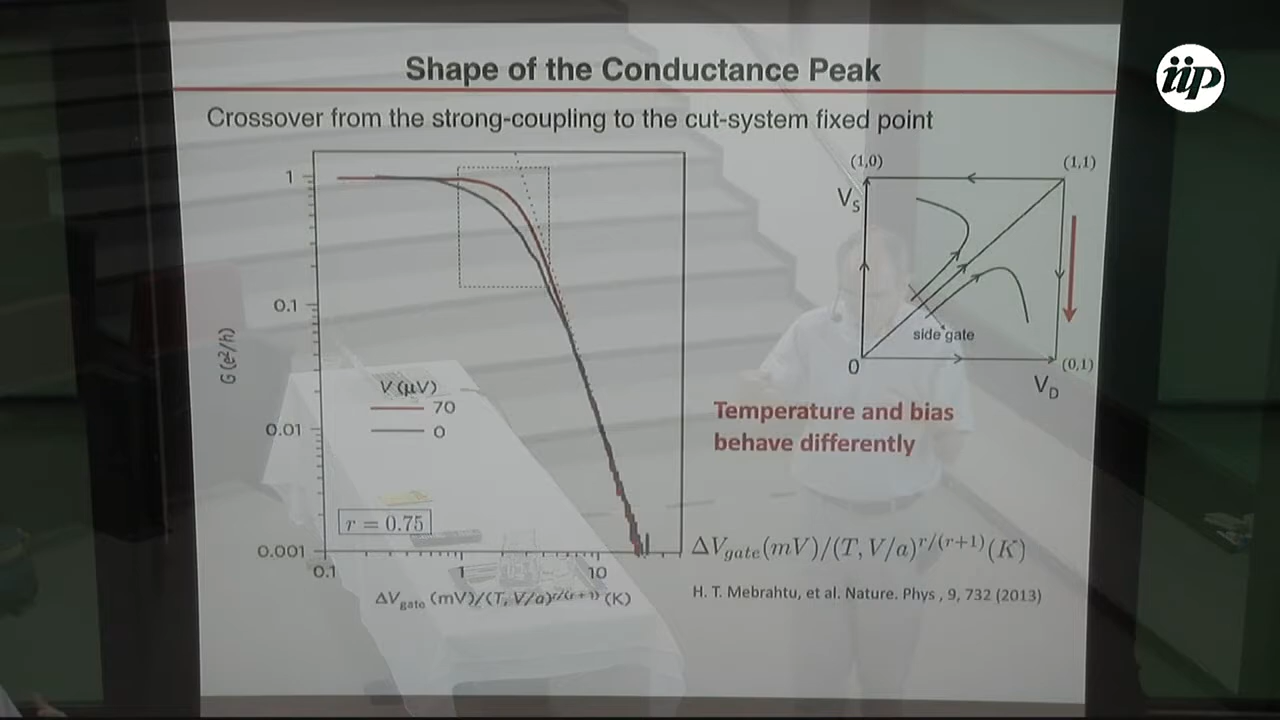 iip
Shape of the Conductance Peak
Crossover from the strong-coupling to the cut-system fixed point
1
0.1
0.01
0.001
G (e²/h)
V (μV)
70
0
r = 0.75
0.1
1
10
ΔV_gate (mV)/(T, V/a)^r/(r+1) (K)
(1,0)
(1,1)
V_S
side gate
0
(0,1)
V_D
Temperature and bias
behave differently
ΔV_gate(mV)/(T, V/a)^r/(r+1)(K)
H. T. Mebrahtu, et al. Nature. Phys , 9, 732 (2013)